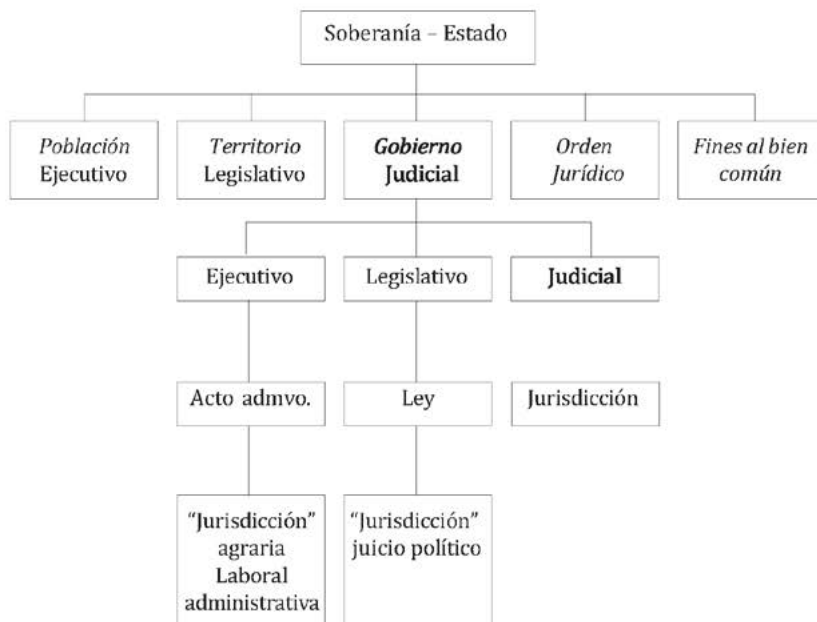 Soberanía – Estado
Población
Ejecutivo
Territorio
Legislativo
Gobierno
Judicial
Orden
Jurídico
Fines al bien
común
Ejecutivo
Legislativo
Judicial
Acto admvo.
Ley
Jurisdicción
“Jurisdicción”
agraria
Laboral
administrativa
“Jurisdicción”
juicio político